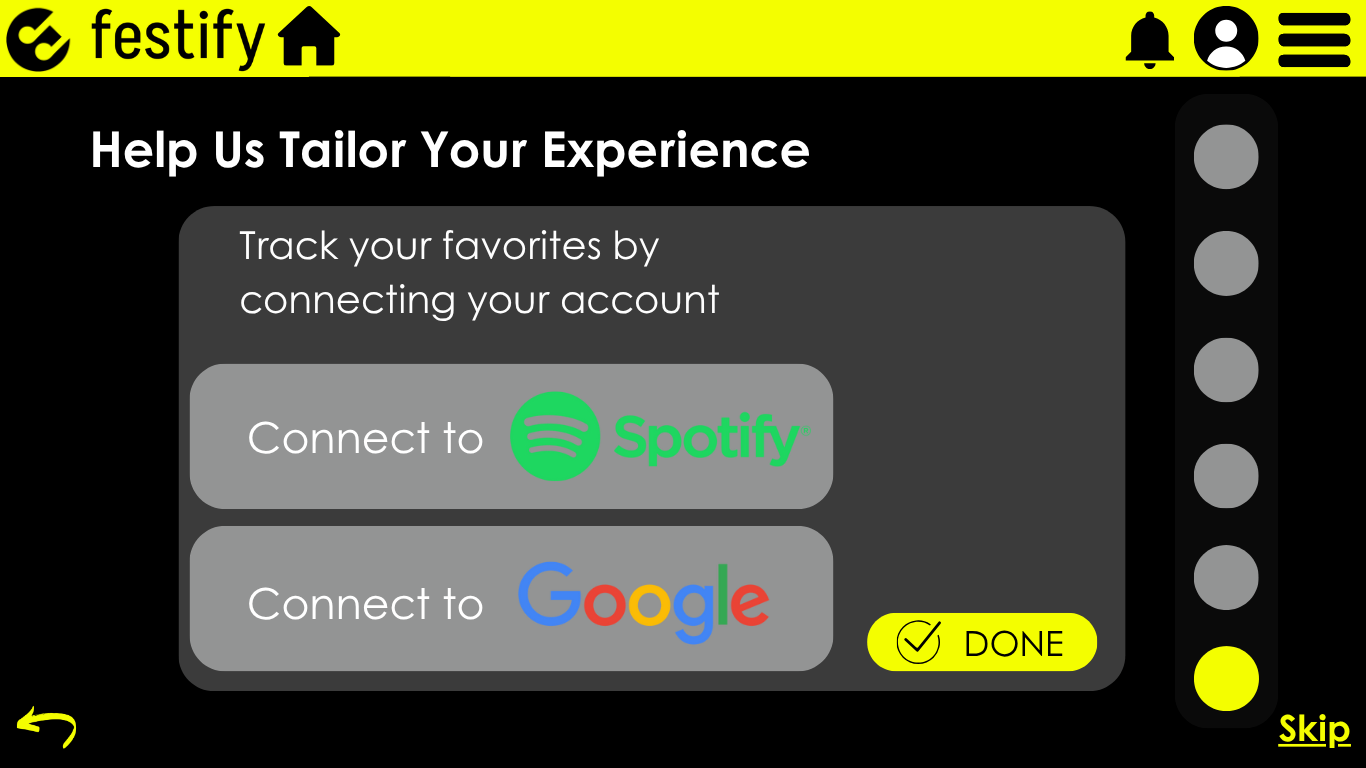 festify
Help Us Tailor Your Experience
Track your favorites by
connecting your account
Connect to Spotify
Connect to Google
DONE
Skip